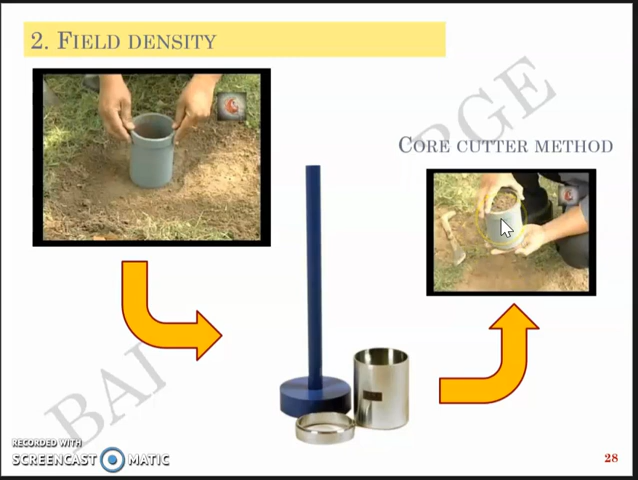 2. FIELD DENSITY
CORE CUTTER METHOD
RECORDED WITH
SCREENCAST MATIC
28